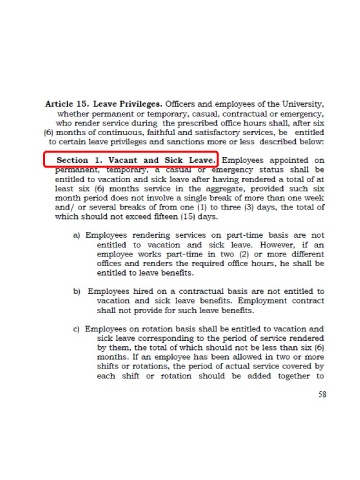 Article 15. Leave Privileges. Officers and employees of the University,
whether permanent or temporary, casual, contractual or emergency,
who render service during the prescribed office hours shall, after six
(6) months of continuous, faithful and satisfactory services, be entitled
to certain leave privileges and sanctions more or less described below:
Section 1. Vacant and Sick Leave. Employees appointed on
permanent, temporary, a casual or emergency status shall be
entitled to vacation and sick leave after having rendered a total of at
least six (6) months service in the aggregate, provided such six
month period does not involve a single break of more than one week
and/ or several breaks of from one (1) to three (3) days, the total of
which should not exceed fifteen (15) days.
a) Employees rendering services on part-time basis are not
entitled to vacation and sick leave. However, if an
employee works part-time in two (2) or more different
offices and renders the required office hours, he shall be
entitled to leave benefits.
b) Employees hired on a contractual basis are not entitled to
vacation and sick leave benefits. Employment contract
shall not provide for such leave benefits.
c) Employees on rotation basis shall be entitled to vacation and
sick leave corresponding to the period of service rendered
by them, the total of which should not be less than six (6)
months. If an employee has been allowed in two or more
shifts or rotations, the period of actual service covered by
each shift or rotation should be added together to
58